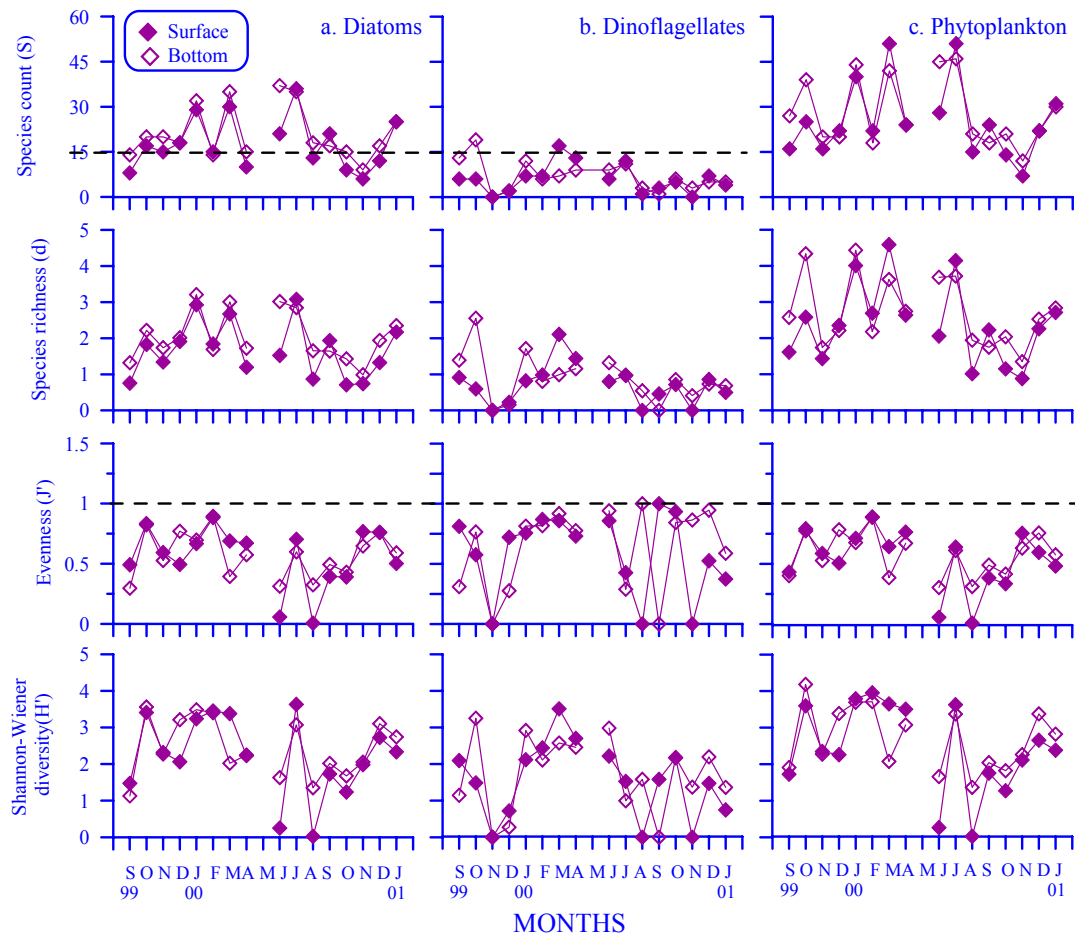 Surface
Bottom
a. Diatoms
b. Dinoflagellates
c. Phytoplankton
Species count (S)
60
45
30
15
0
Species richness (d)
5
4
3
2
1
0
Evenness (J')
1.5
1
0.5
0
Shannon-Wiener
diversity(H')
5
4
3
2
1
0
S O N D J F M A J J A S O N D J
99 00 01
S O N D J F M A J J A S O N D J
99 00 01
S O N D J F M A J J A S O N D J
99 00 01
MONTHS